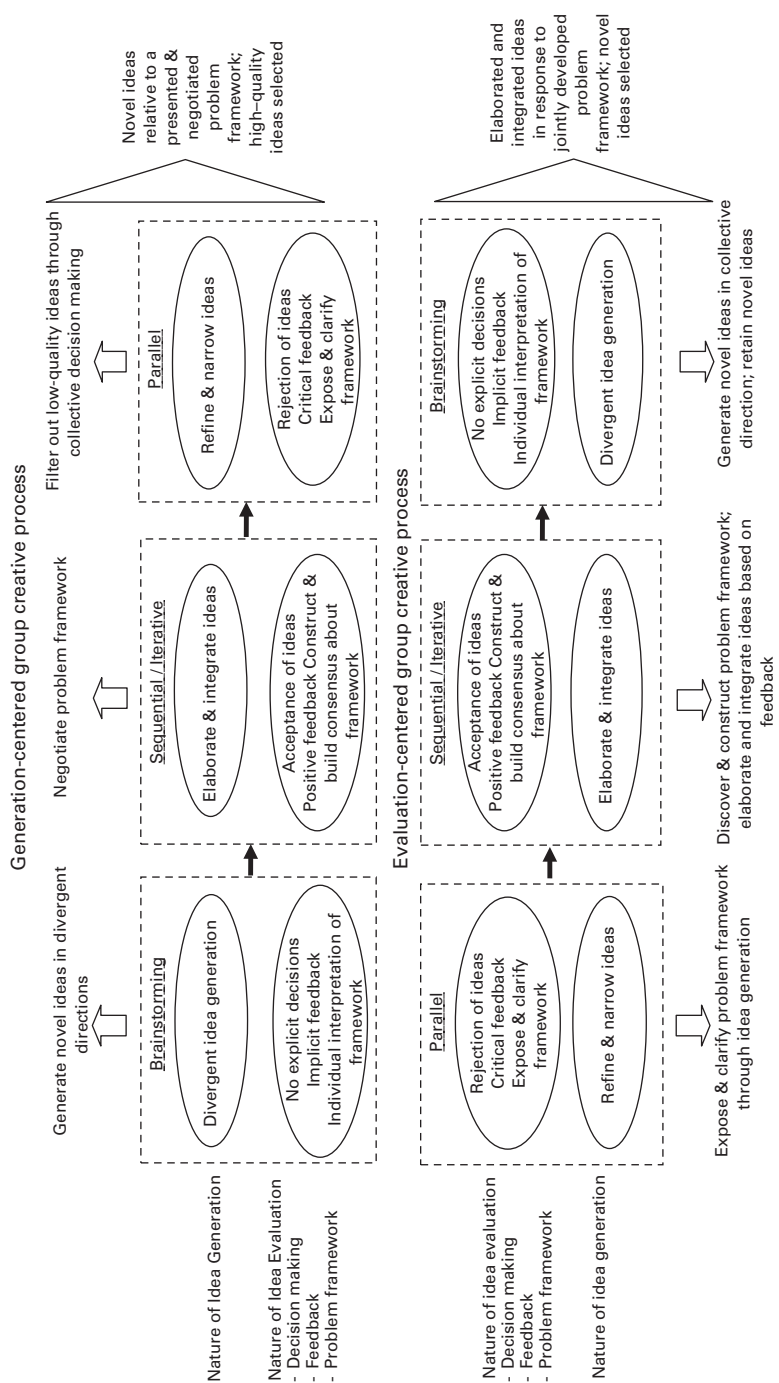 Generation-centered group creative process
Generate novel ideas in divergent
directions
Negotiate problem framework
Filter out low-quality ideas through
collective decision making
Nature of Idea Generation
Nature of Idea Evaluation
- Decision making
- Feedback
- Problem framework
Brainstorming
Divergent idea generation
No explicit decisions
Implicit feedback
Individual interpretation of
framework
Sequential / Iterative
Elaborate & integrate ideas
Acceptance of ideas
Positive feedback Construct &
build consensus about
framework
Parallel
Refine & narrow ideas
Rejection of ideas
Critical feedback
Expose & clarify
framework
Novel ideas
relative to a
presented &
negotiated
problem
framework;
high–quality
ideas selected
Evaluation-centered group creative process
Nature of idea evaluation
- Decision making
- Feedback
- Problem framework
Nature of idea generation
Parallel
Rejection of ideas
Critical feedback
Expose & clarify
framework
Refine & narrow ideas
Sequential / Iterative
Acceptance of ideas
Positive feedback Construct &
build consensus about
framework
Elaborate & integrate ideas
Brainstorming
No explicit decisions
Implicit feedback
Individual interpretation of
framework
Divergent idea generation
Elaborated and
integrated ideas
in response to
jointly developed
problem
framework; novel
ideas selected
Expose & clarify problem framework
through idea generation
Discover & construct problem framework;
elaborate and integrate ideas based on
feedback
Generate novel ideas in collective
direction; retain novel ideas